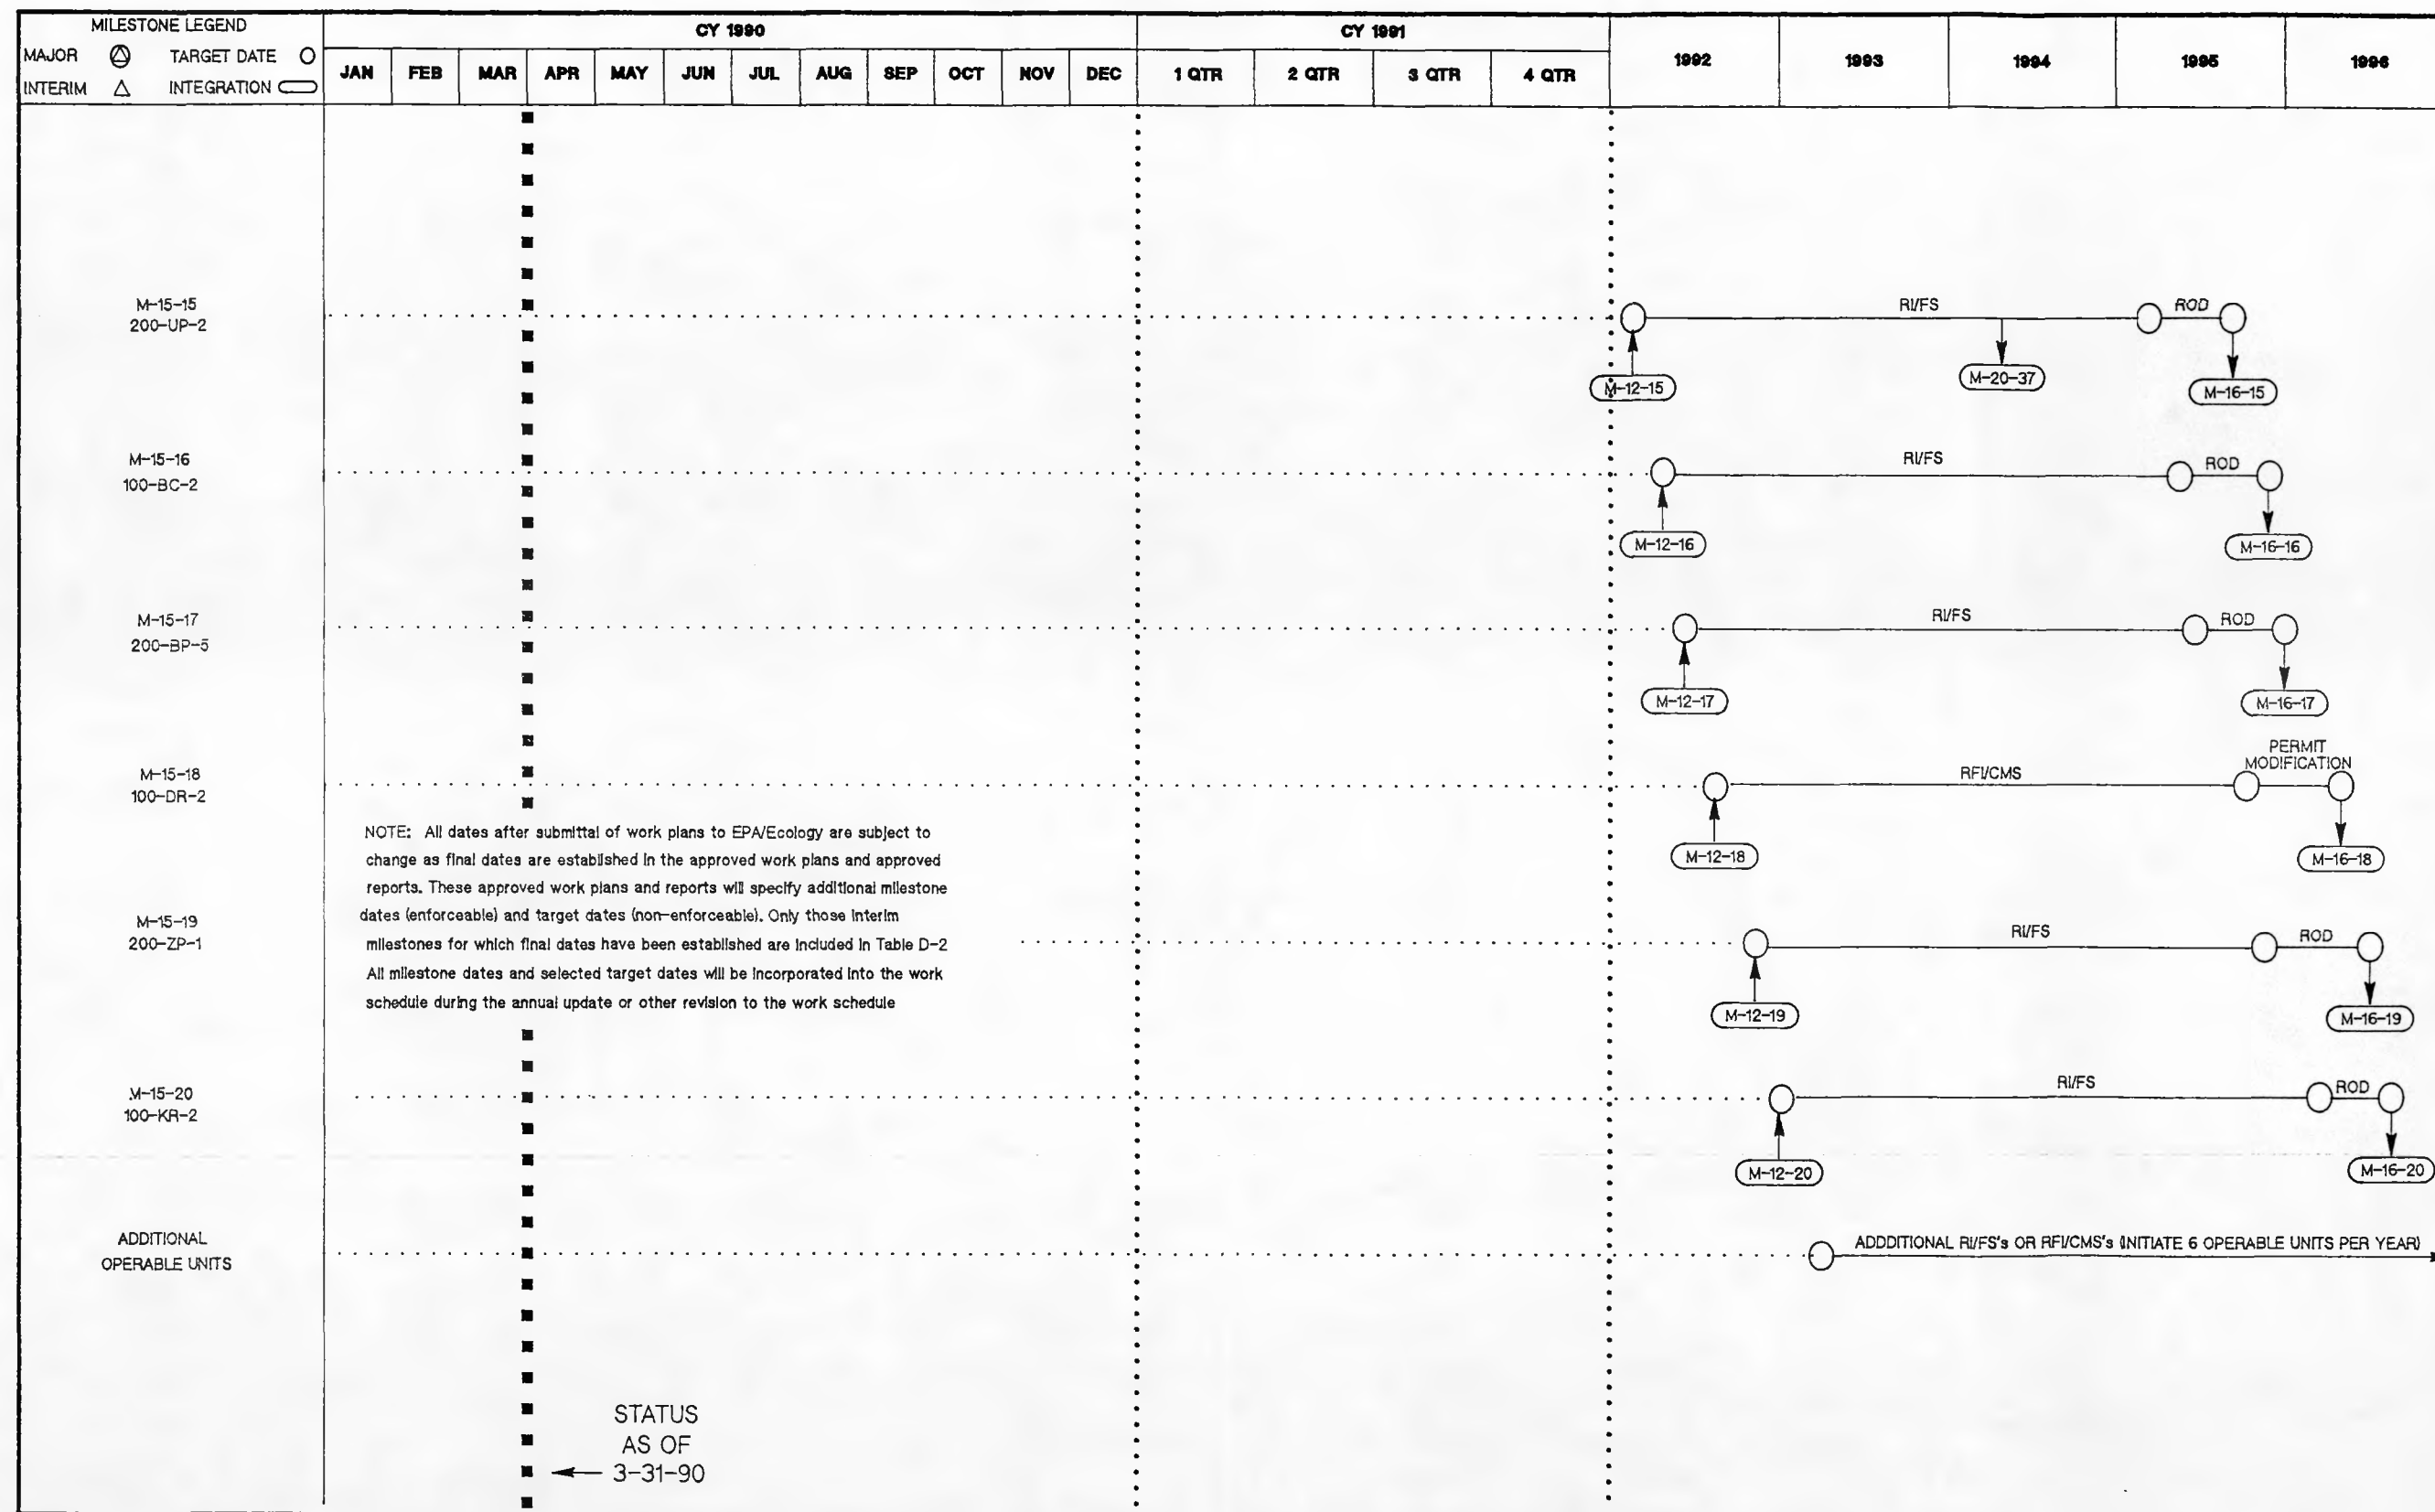 MILESTONE LEGEND
MAJOR TARGET DATE
INTERIM INTEGRATION
CY 1990
JAN FEB MAR APR MAY JUN JUL AUG SEP OCT NOV DEC
CY 1991
1 QTR 2 QTR 3 QTR 4 QTR
1992 1993 1994 1995 1996
M-15-15
200-UP-2
RI/FS
ROD
M-12-15
M-20-37
M-16-15
M-15-16
100-BC-2
RI/FS
ROD
M-12-16
M-16-16
M-15-17
200-BP-5
RI/FS
ROD
M-12-17
M-16-17
M-15-18
100-DR-2
RFI/CMS
PERMIT
MODIFICATION
M-12-18
M-16-18
NOTE: All dates after submittal of work plans to EPA/Ecology are subject to
change as final dates are established in the approved work plans and approved
reports. These approved work plans and reports will specify additional milestone
dates (enforceable) and target dates (non-enforceable). Only those interim
milestones for which final dates have been established are included in Table D-2
All milestone dates and selected target dates will be incorporated into the work
schedule during the annual update or other revision to the work schedule
M-15-19
200-ZP-1
RI/FS
ROD
M-12-19
M-16-19
M-15-20
100-KR-2
RI/FS
ROD
M-12-20
M-16-20
ADDITIONAL
OPERABLE UNITS
ADDDITIONAL RI/FS's OR RFI/CMS's (INITIATE 6 OPERABLE UNITS PER YEAR)
STATUS
AS OF
3-31-90